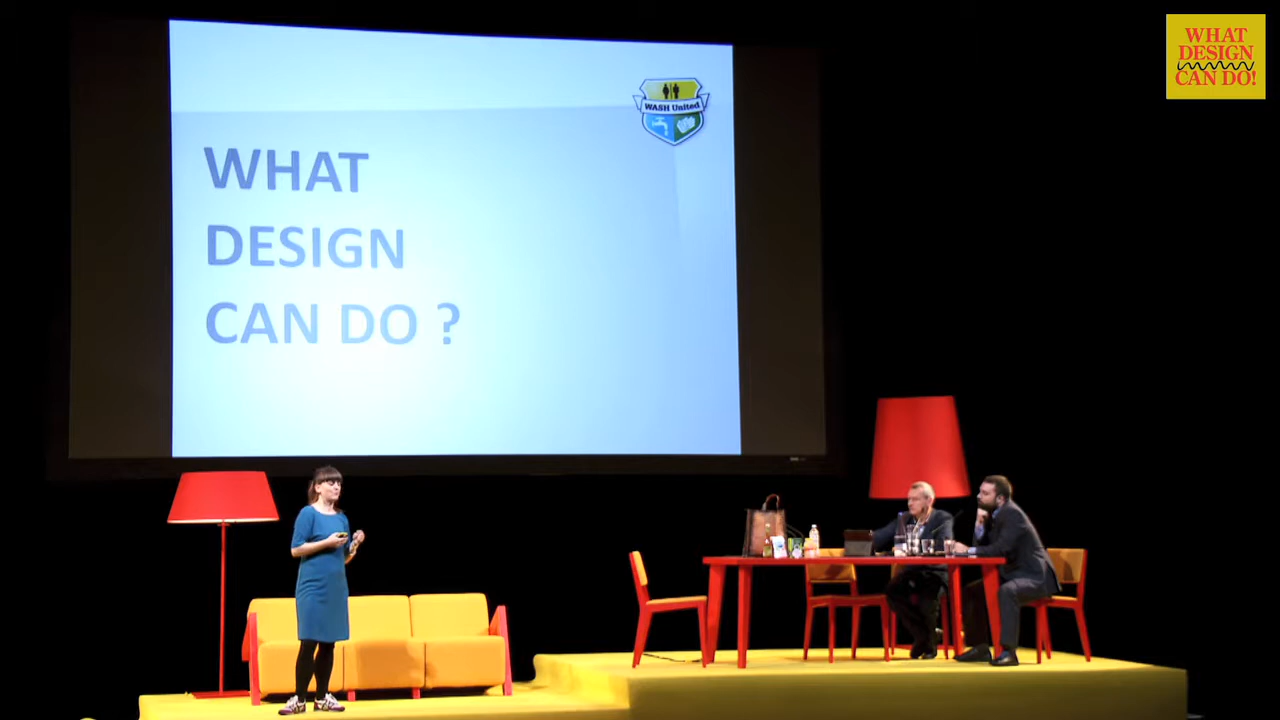 WHAT
DESIGN
CAN DO ?
WASH United
WHAT
DESIGN
CAN DO!